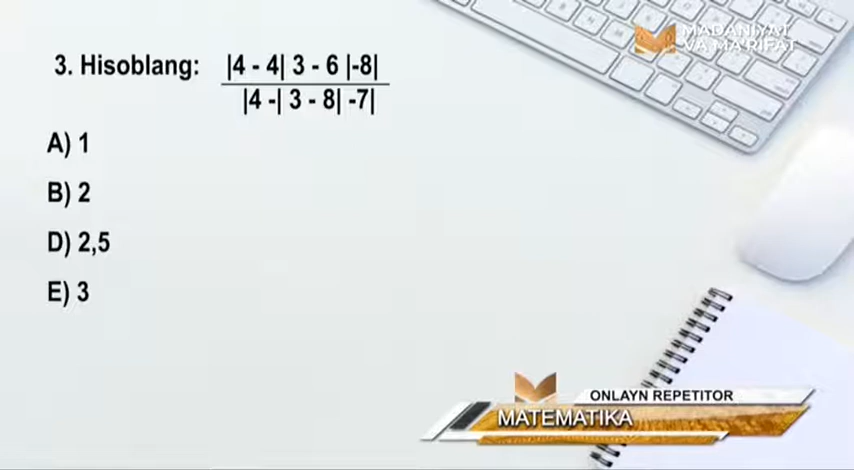 MADANIYAT
VA MA'RIFAT
3. Hisoblang: |4 - 4| 3 - 6 |-8|
|4 -| 3 - 8| -7|
A) 1
B) 2
D) 2,5
E) 3
ONLAYN REPETITOR
MATEMATIKA